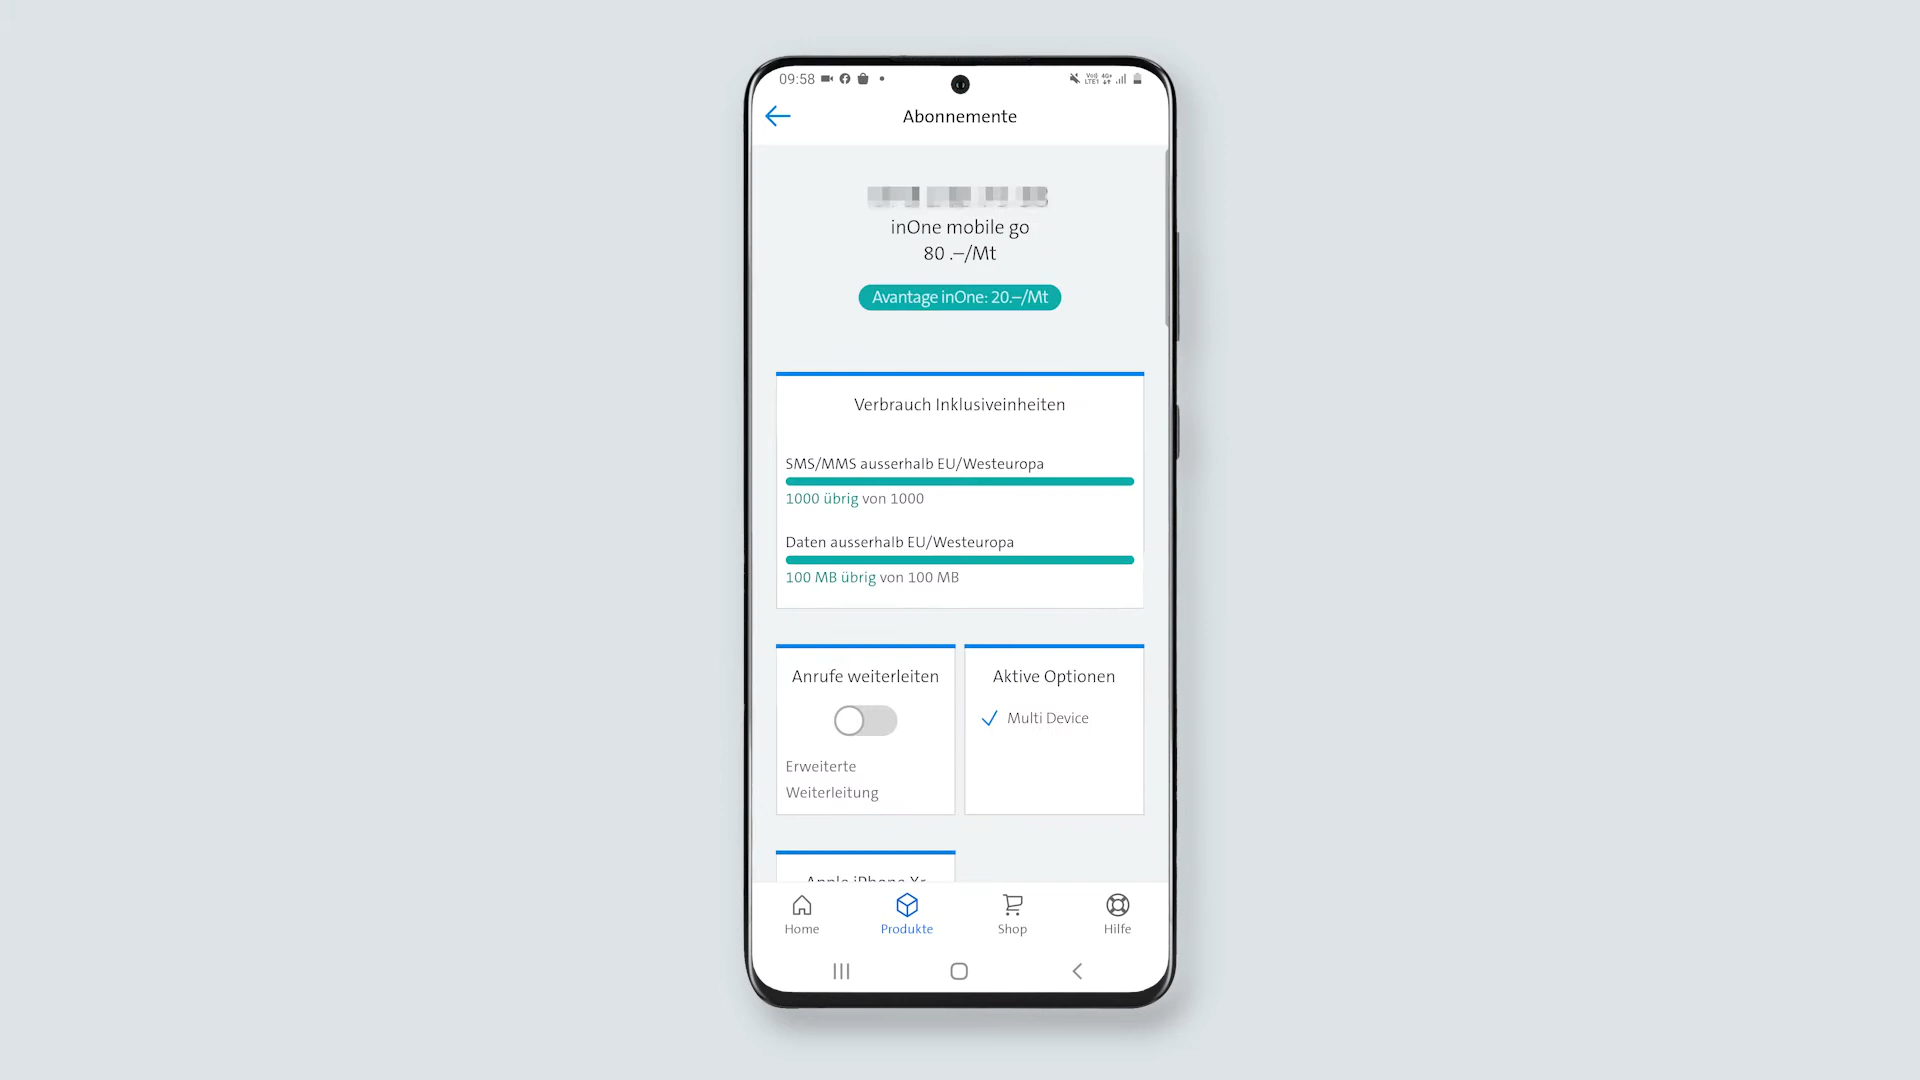 09:58
Abonnemente
inOne mobile go
80 .–/Mt
Avantage inOne: 20.–/Mt
Verbrauch Inklusiveinheiten
SMS/MMS ausserhalb EU/Westeuropa
1000 übrig von 1000
Daten ausserhalb EU/Westeuropa
100 MB übrig von 100 MB
Anrufe weiterleiten
Aktive Optionen
Multi Device
Erweiterte
Weiterleitung
Apple iPhone Xr
Home
Produkte
Shop
Hilfe